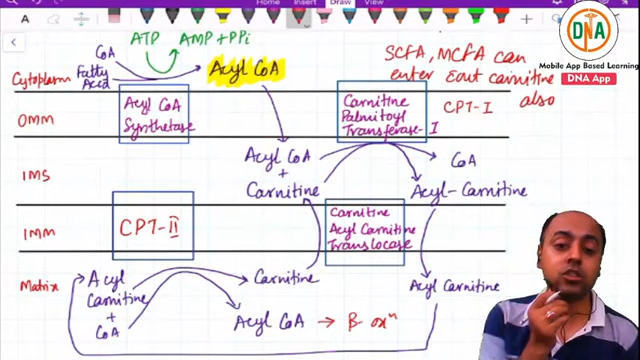 Insert
Draw
View
DNA
Mobile App Based Learning
DNA App
ATP AMP + PPi
CoA
Cytoplasm Fatty Acid Acyl CoA
SCFA, MCFA can
enter s̄out carnitine
also
OMM
Acyl CoA
Synthetase
Carnitine
Palmitoyl
Transferase-I
CPT-I
IMS
Acyl CoA
+
Carnitine
CoA
Acyl-Carnitine
IMM
CPT-II
Carnitine
Acyl Carnitine
Translocase
Matrix
Acyl
Carnitine
+
CoA
Carnitine
Acyl CoA → β-oxⁿ
Acyl Carnitine